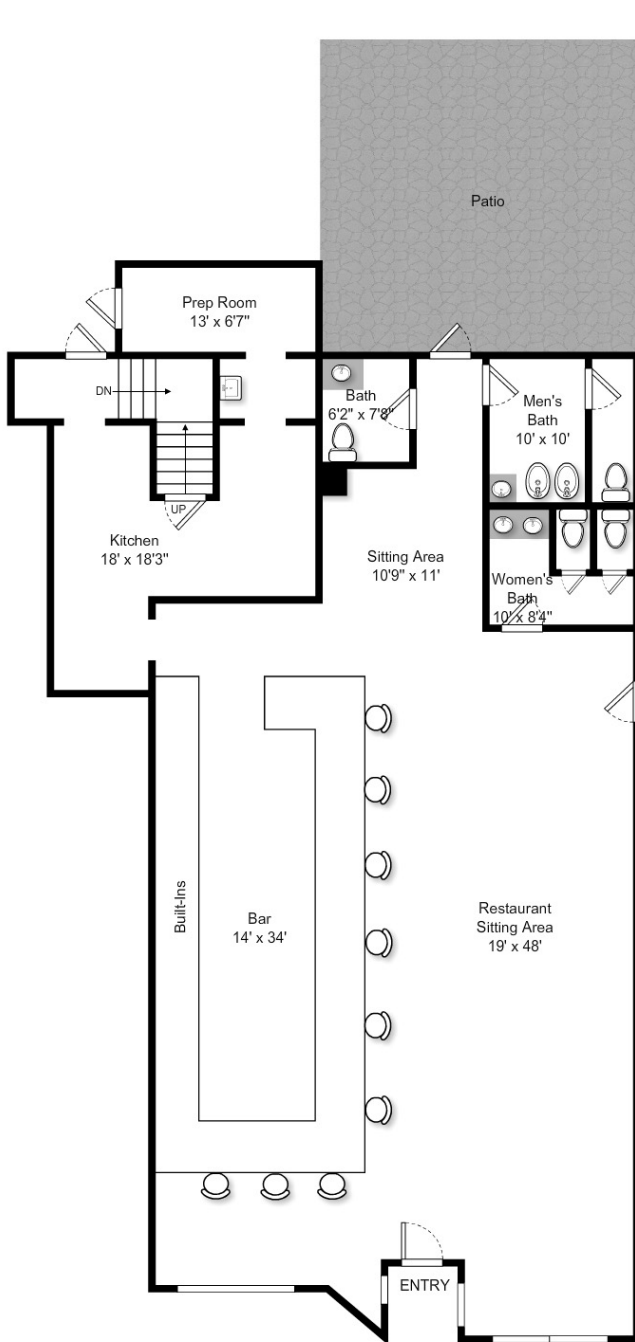 Patio
Prep Room
13' x 6'7"
DN
Bath
6'2" x 7'8"
Men's
Bath
10' x 10'
UP
Kitchen
18' x 18'3"
Sitting Area
10'9" x 11'
Women's
Bath
10' x 8'4"
Built-Ins
Bar
14' x 34'
Restaurant
Sitting Area
19' x 48'
ENTRY